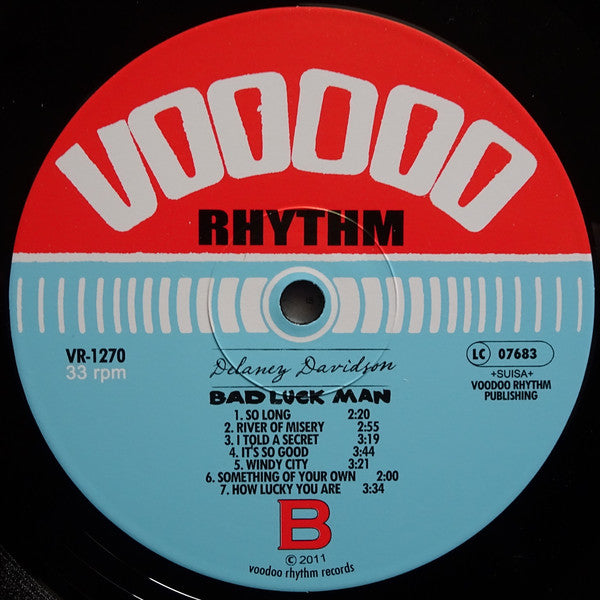 VOODOO
RHYTHM
VR-1270
33 rpm
LC 07683
+SUISA+
VOODOO RHYTHM
PUBLISHING
Delaney Davidson
BAD LUCK MAN
1. SO LONG 2:20
2. RIVER OF MISERY 2:55
3. I TOLD A SECRET 3:19
4. IT'S SO GOOD 3:44
5. WINDY CITY 3:21
6. SOMETHING OF YOUR OWN 2:00
7. HOW LUCKY YOU ARE 3:34
B
© 2011
voodoo rhythm records